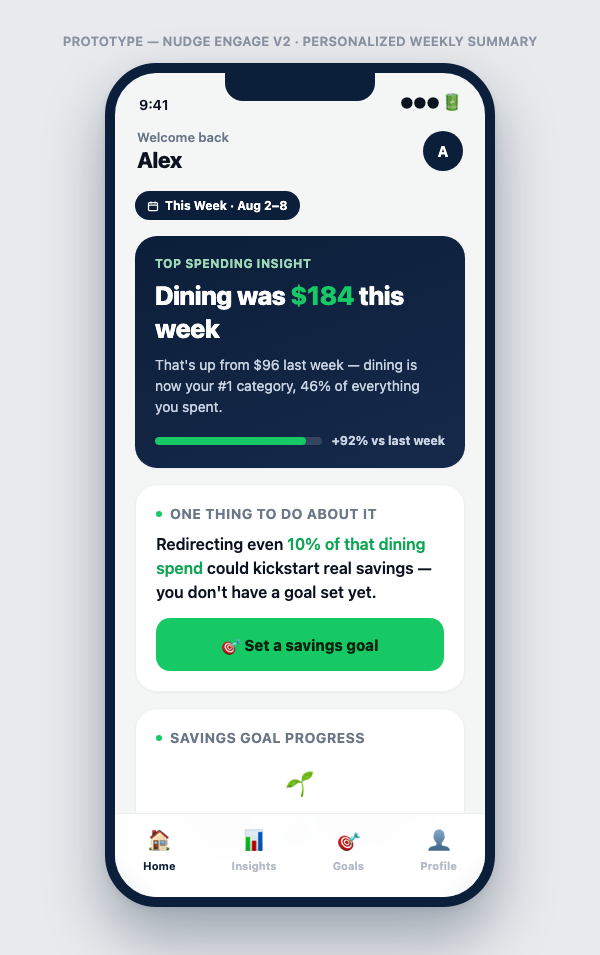 PROTOTYPE — NUDGE ENGAGE V2 · PERSONALIZED WEEKLY SUMMARY
9:41
Welcome back
Alex
A
This Week · Aug 2–8
TOP SPENDING INSIGHT
Dining was $184 this
week
That's up from $96 last week — dining is
now your #1 category, 46% of everything
you spent.
+92% vs last week
ONE THING TO DO ABOUT IT
Redirecting even 10% of that dining
spend could kickstart real savings —
you don't have a goal set yet.
🎯 Set a savings goal
SAVINGS GOAL PROGRESS
Home
Insights
Goals
Profile